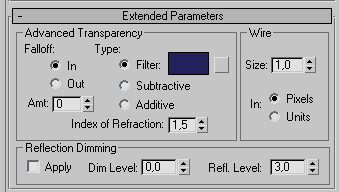 - Extended Parameters
Advanced Transparency
Falloff: Type:
In Filter:
Out Subtractive
Amt: 0 Additive
Index of Refraction: 1,5
Wire
Size: 1,0
In: Pixels
Units
Reflection Dimming
Apply Dim Level: 0,0 Refl. Level: 3,0